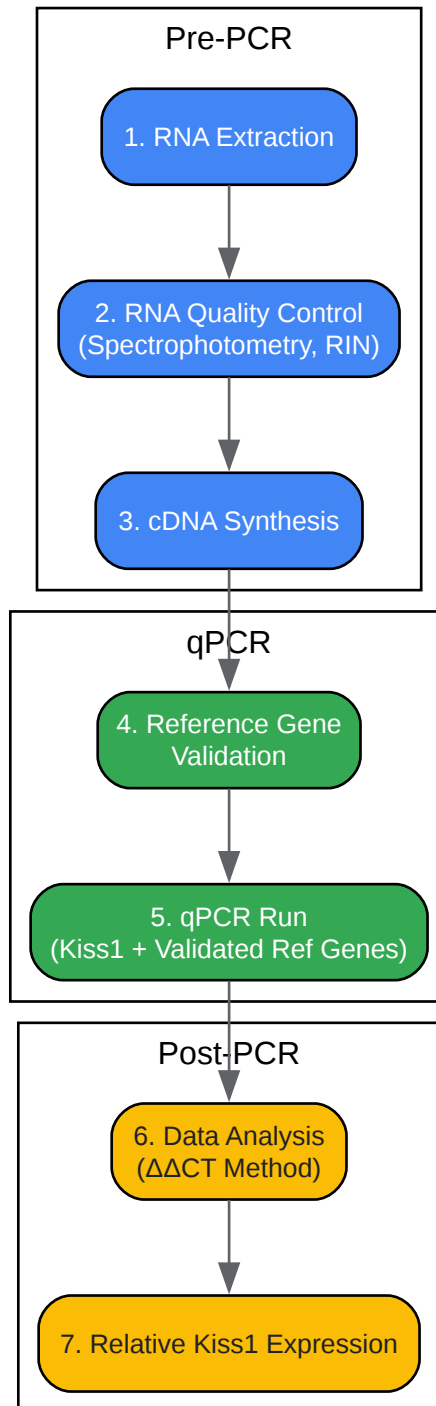 Pre-PCR
1. RNA Extraction
2. RNA Quality Control
(Spectrophotometry, RIN)
3. cDNA Synthesis
qPCR
4. Reference Gene
Validation
5. qPCR Run
(Kiss1 + Validated Ref Genes)
Post-PCR
6. Data Analysis
(ΔΔCT Method)
7. Relative Kiss1 Expression